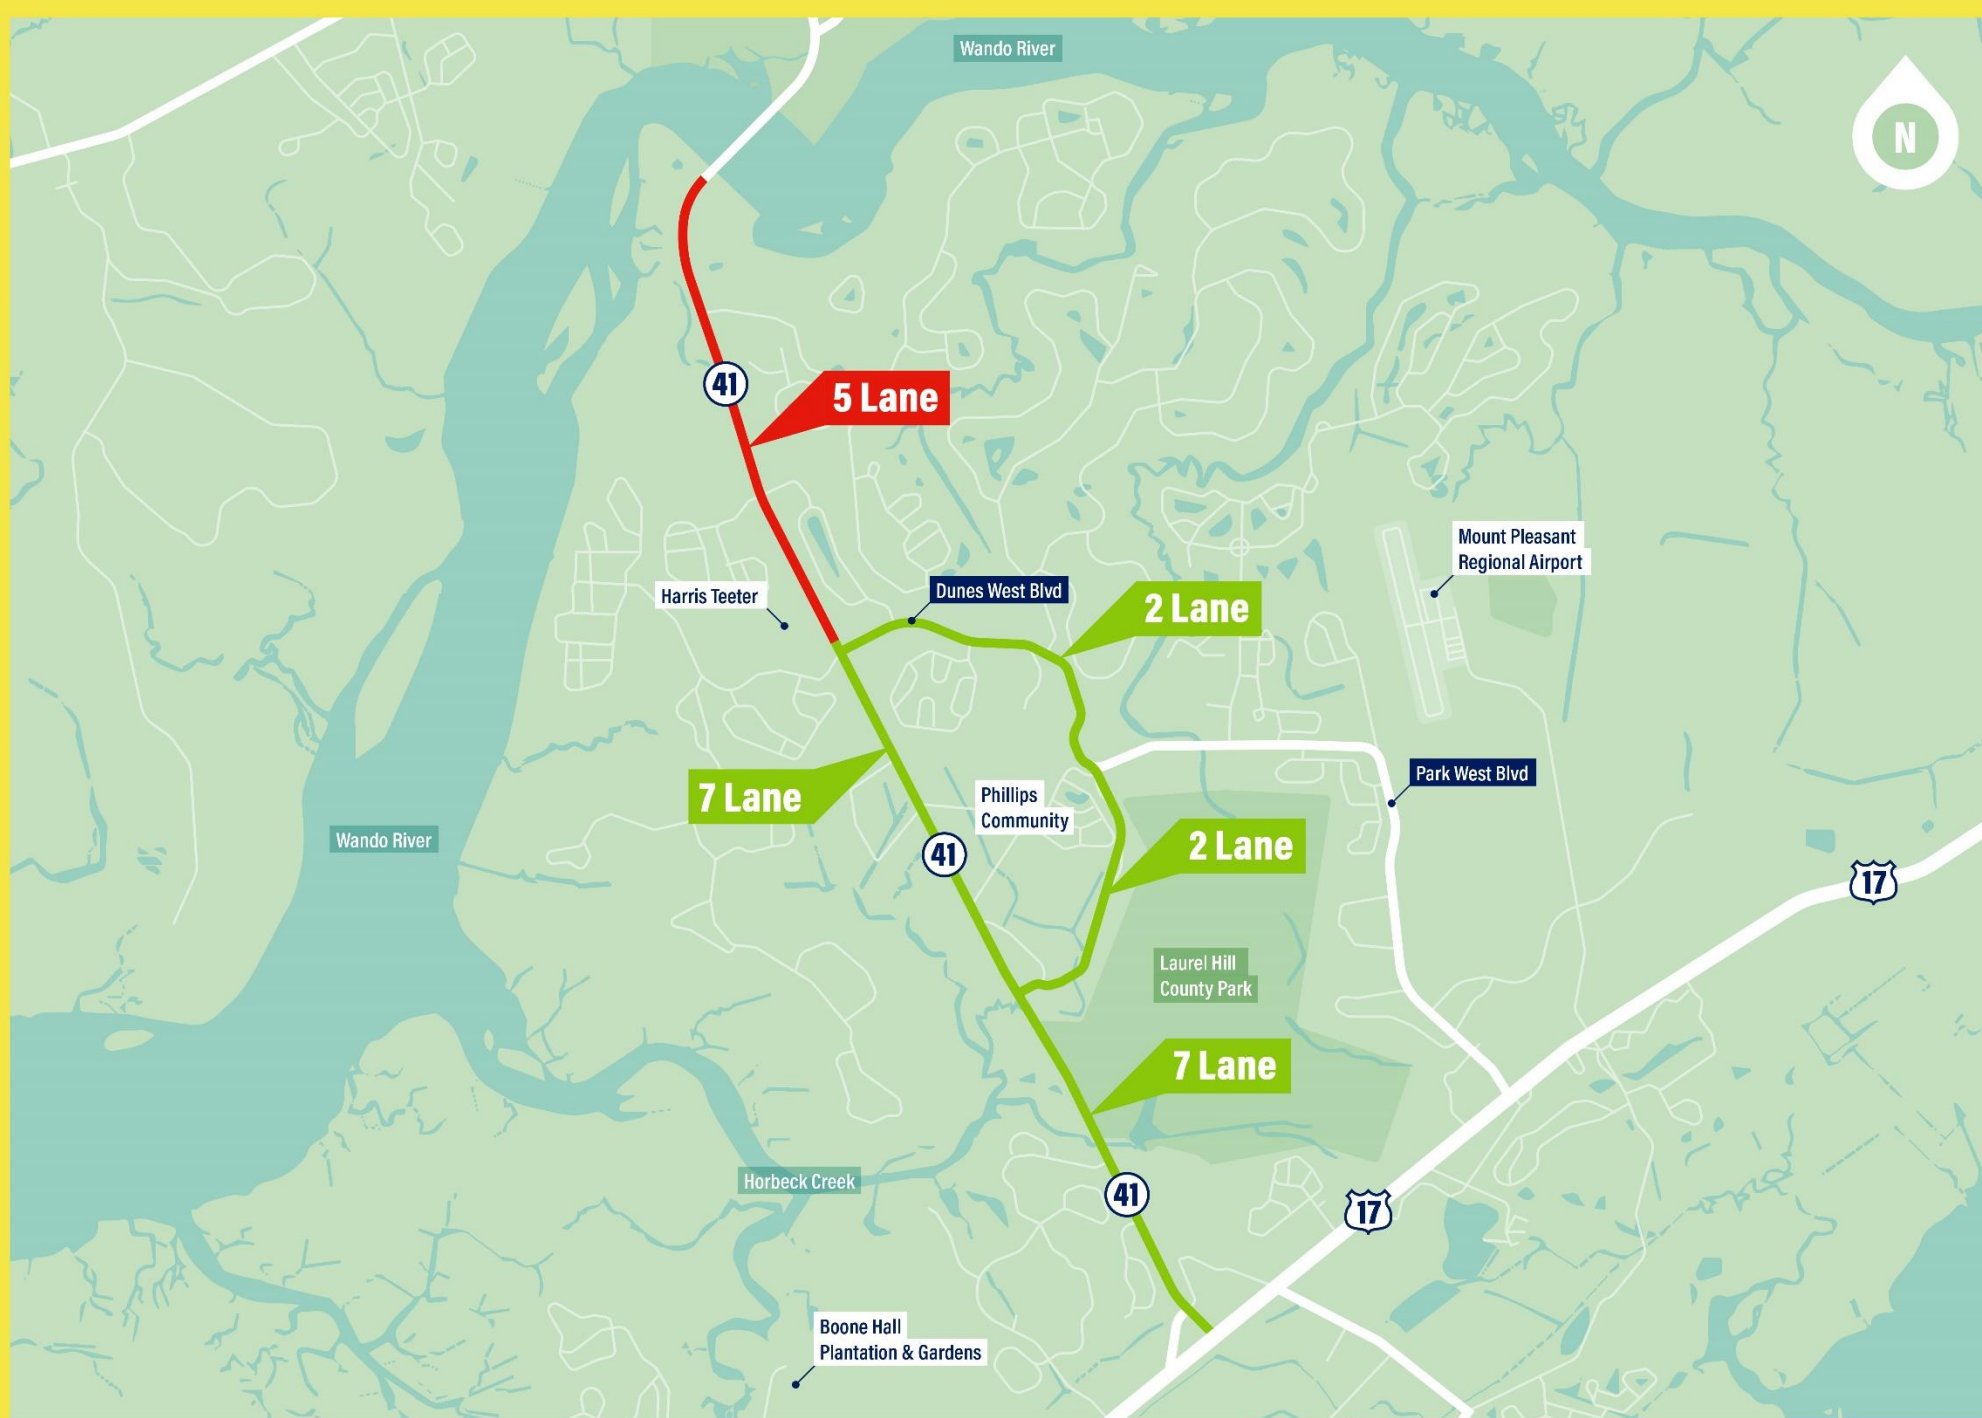 Wando River
N
41
5 Lane
Mount Pleasant
Regional Airport
Harris Teeter
Dunes West Blvd
2 Lane
Park West Blvd
7 Lane
Phillips
Community
Wando River
41
2 Lane
17
Laurel Hill
County Park
7 Lane
Horbeck Creek
41
17
Boone Hall
Plantation & Gardens